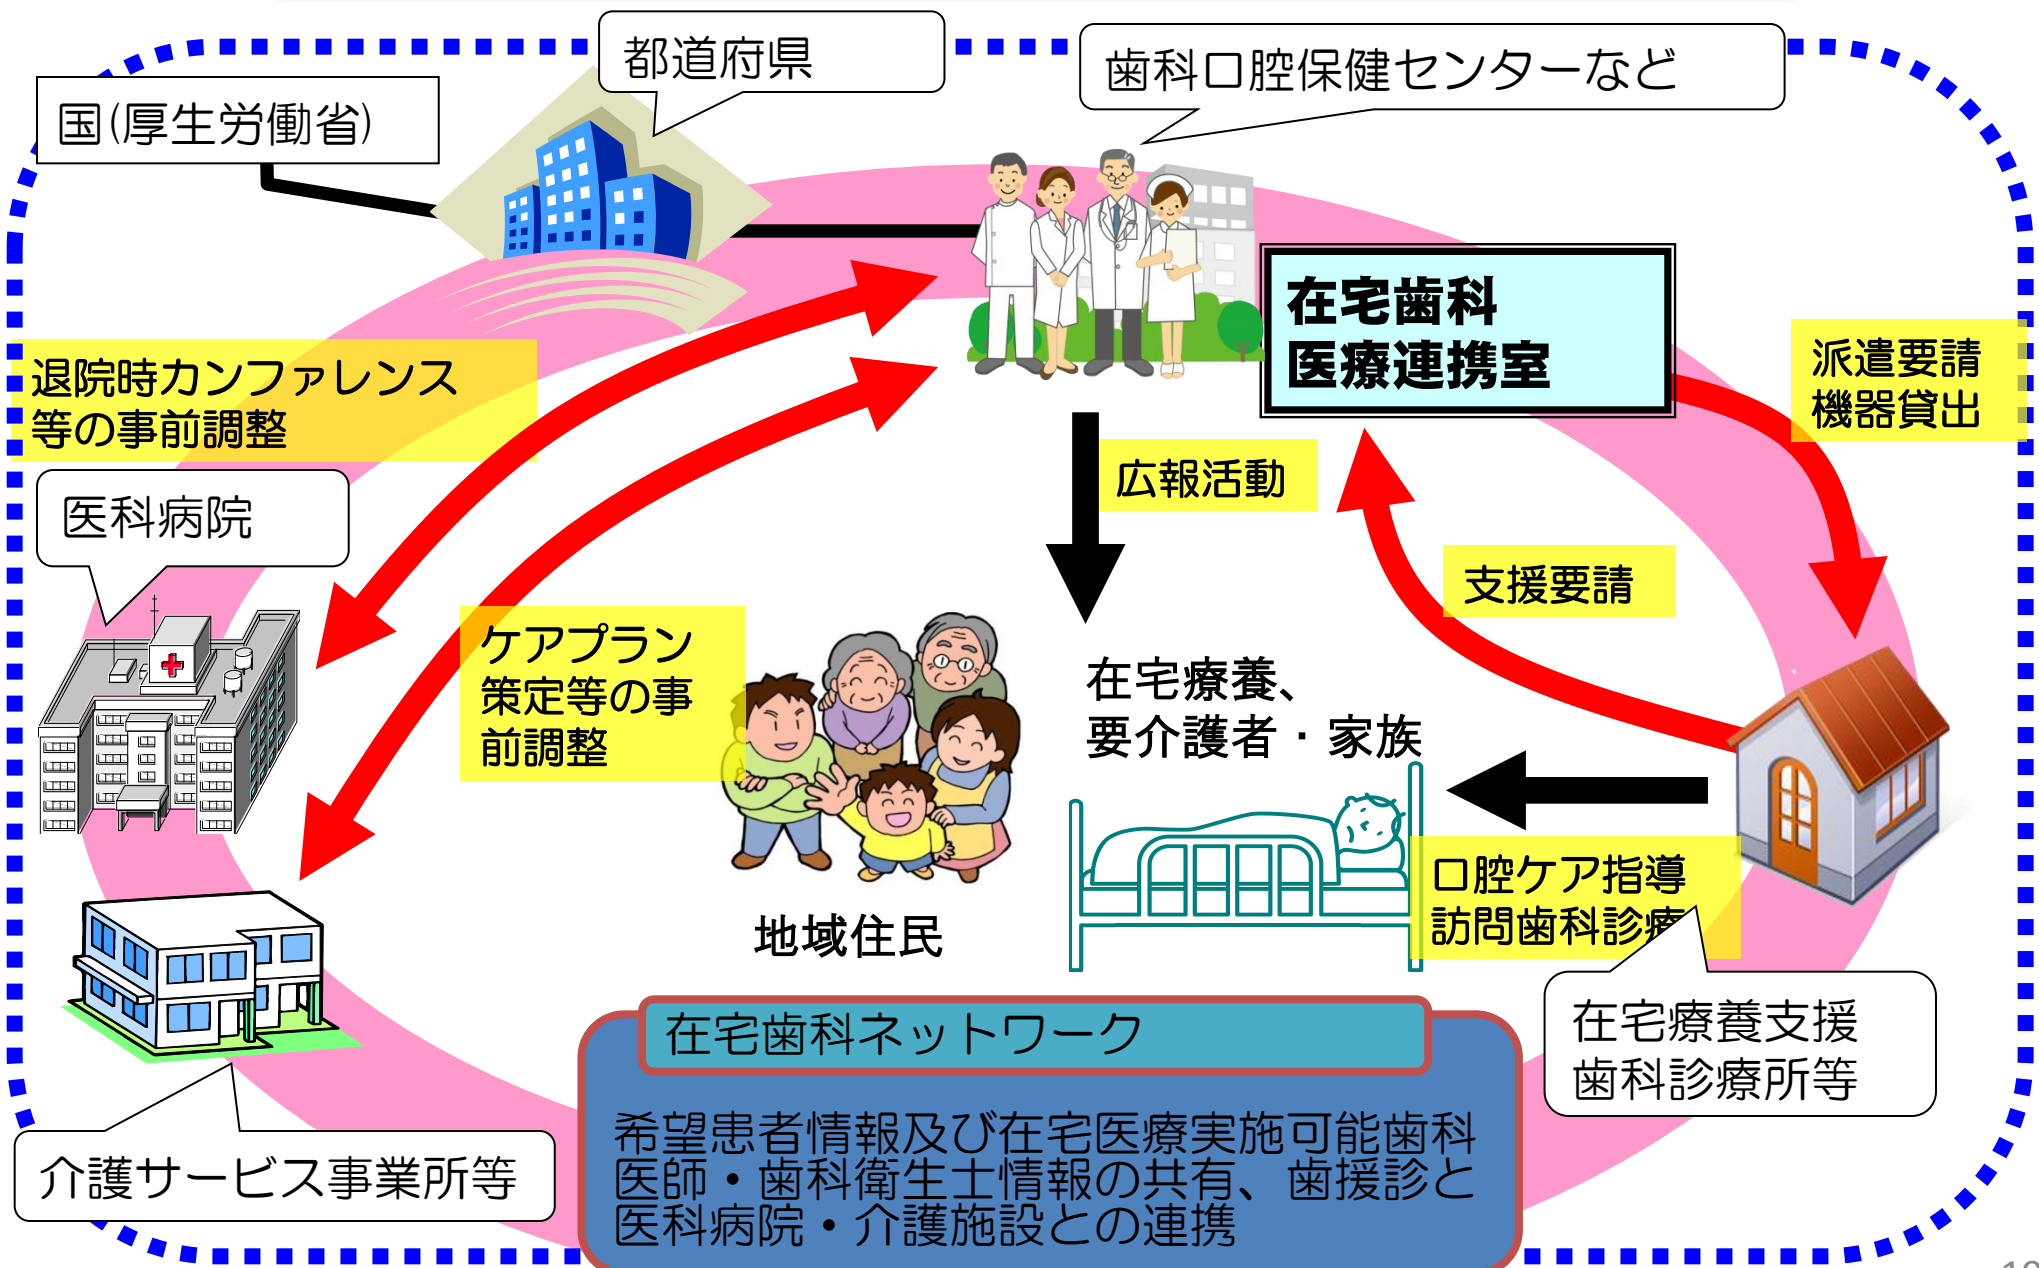 都道府県
歯科口腔保健センターなど
国(厚生労働省)
在宅歯科
医療連携室
退院時カンファレンス
等の事前調整
派遣要請
機器貸出
広報活動
医科病院
支援要請
ケアプラン
策定等の事
前調整
在宅療養、
要介護者・家族
口腔ケア指導
訪問歯科診療
地域住民
在宅療養支援
歯科診療所等
在宅歯科ネットワーク
希望患者情報及び在宅医療実施可能歯科
医師・歯科衛生士情報の共有、歯援診と
医科病院・介護施設との連携
介護サービス事業所等